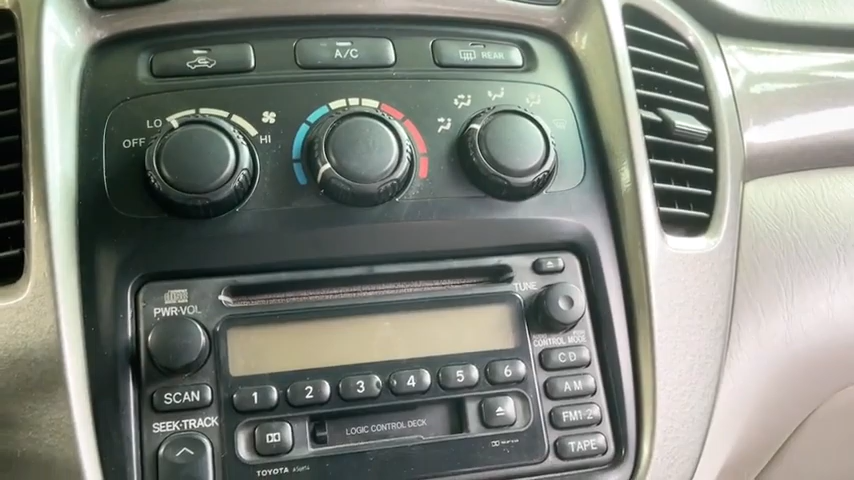 A/C
REAR
LO
OFF
HI
PWR·VOL
TUNE
CONTROL MODE
CD
SCAN
1 2 3 4 5 6
AM
SEEK·TRACK
LOGIC CONTROL DECK
FM1·2
TAPE
TOYOTA